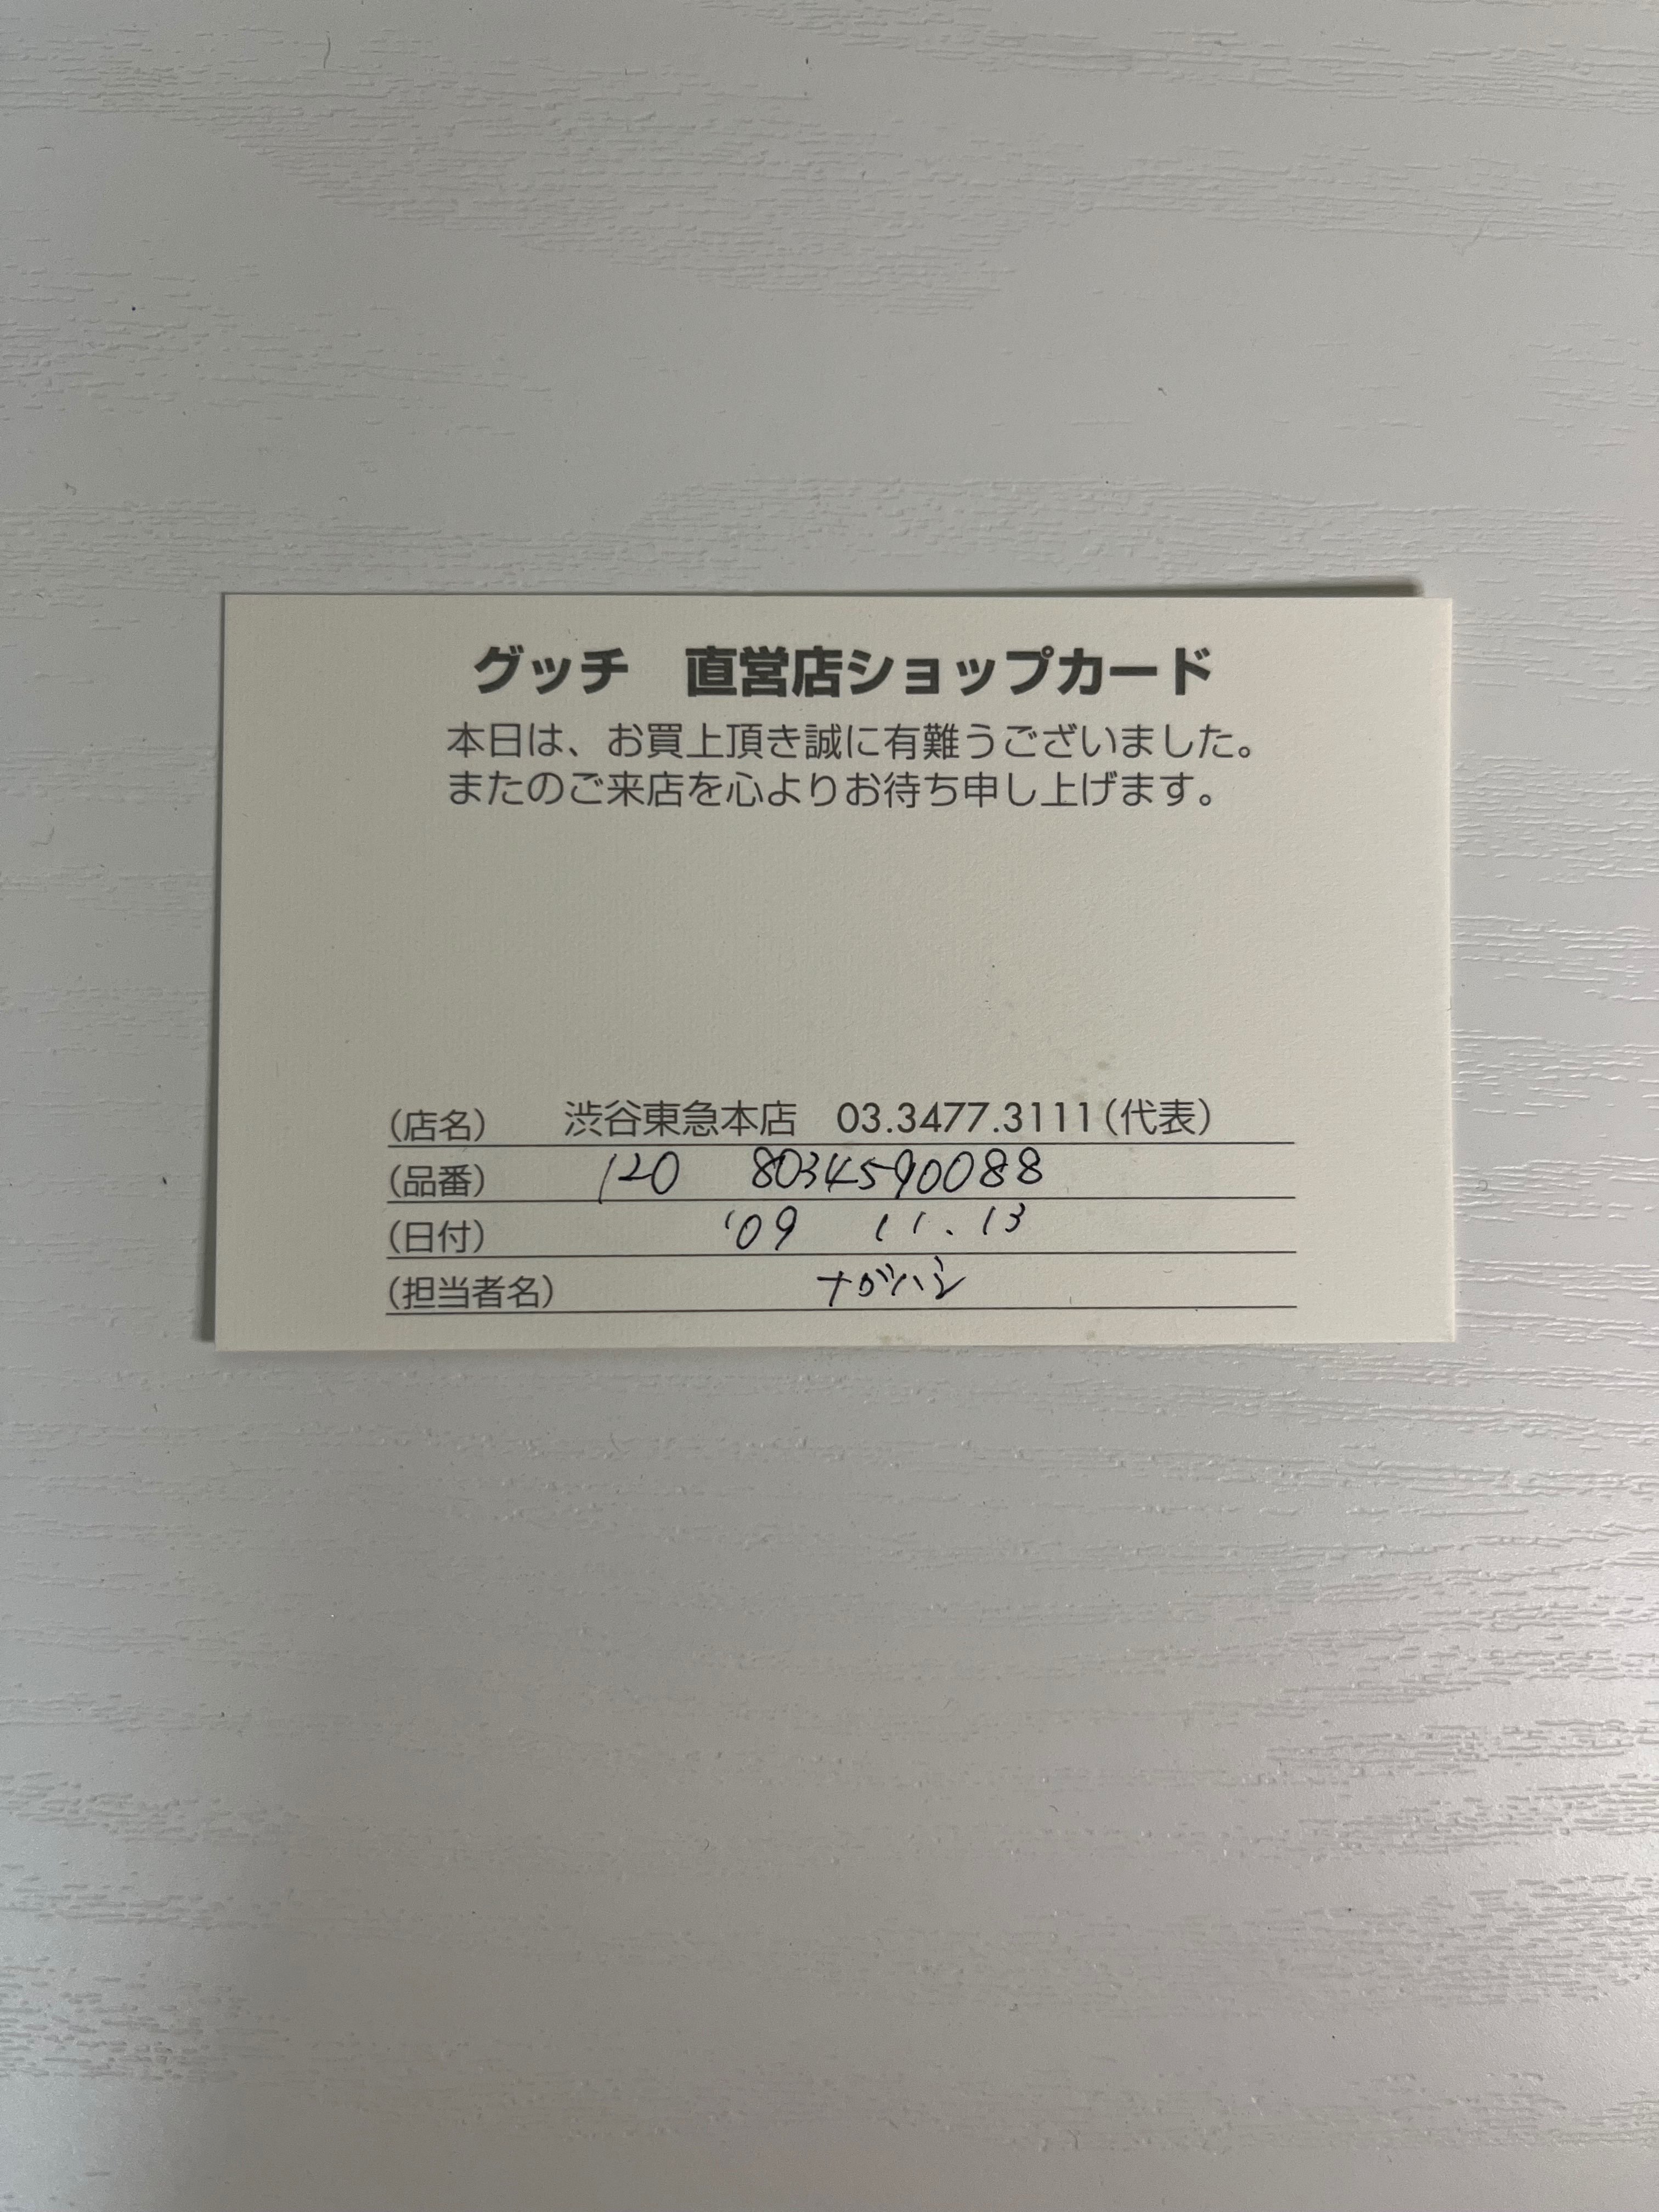 グッチ　直営店ショップカード
本日は、お買上頂き誠に有難うございました。
またのご来店を心よりお待ち申し上げます。
（店名）　渋谷東急本店　03.3477.3111（代表）
（品番）　120　8034590088
（日付）　'09　11.13
（担当者名）　ナガハシ